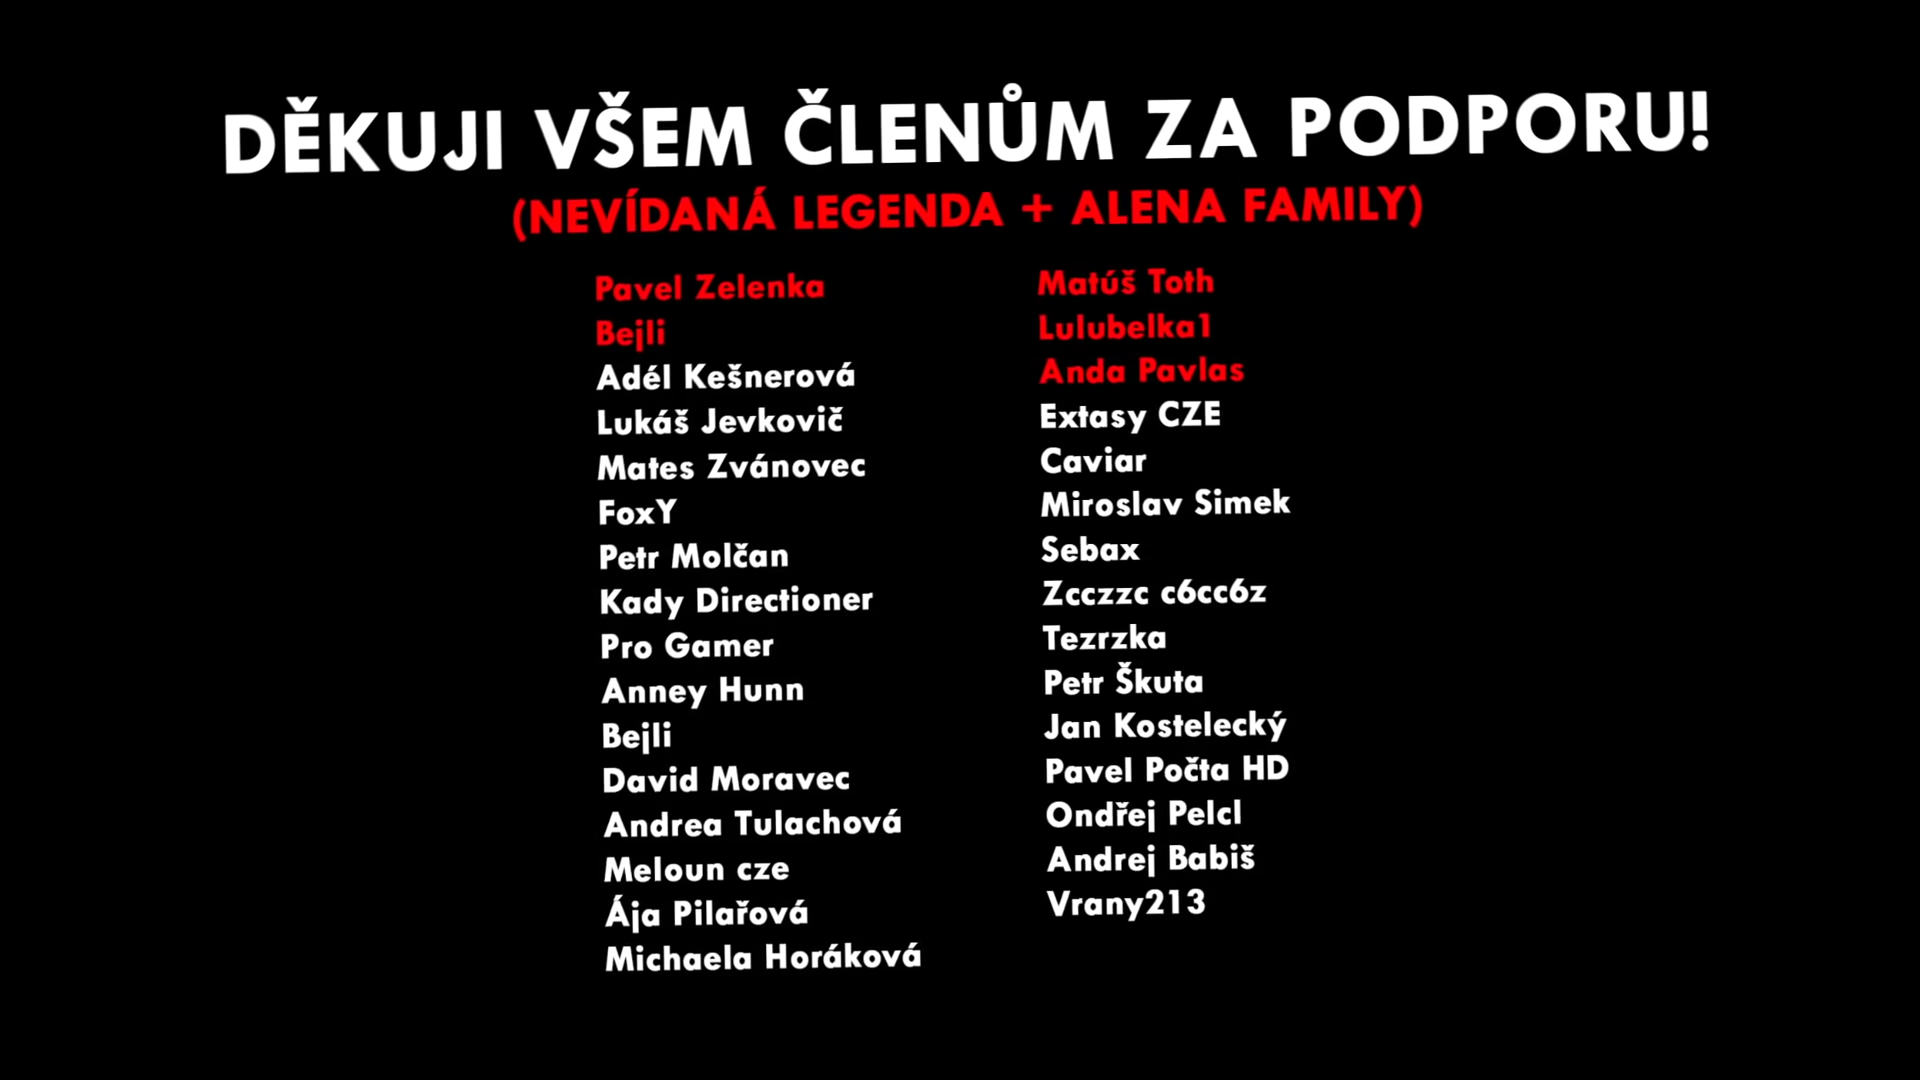 DĚKUJI VŠEM ČLENŮM ZA PODPORU!
(NEVÍDANÁ LEGENDA + ALENA FAMILY)
Pavel Zelenka
Bejli
Adél Kešnerová
Lukáš Jevkovič
Mates Zvánovec
FoxY
Petr Molčan
Kady Directioner
Pro Gamer
Anney Hunn
Bejli
David Moravec
Andrea Tulachová
Meloun cze
Ája Pilařová
Michaela Horáková
Matúš Toth
Lulubelka1
Anda Pavlas
Extasy CZE
Caviar
Miroslav Simek
Sebax
Zcczzc c6cc6z
Tezrzka
Petr Škuta
Jan Kostelecký
Pavel Počta HD
Ondřej Pelcl
Andrej Babiš
Vrany213